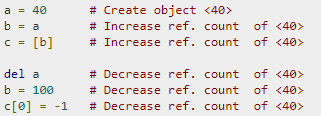 a = 40      # Create object <40>
b = a       # Increase ref. count  of <40>
c = [b]     # Increase ref. count  of <40>

del a       # Decrease ref. count  of <40>
b = 100     # Decrease ref. count  of <40>
c[0] = -1   # Decrease ref. count  of <40>